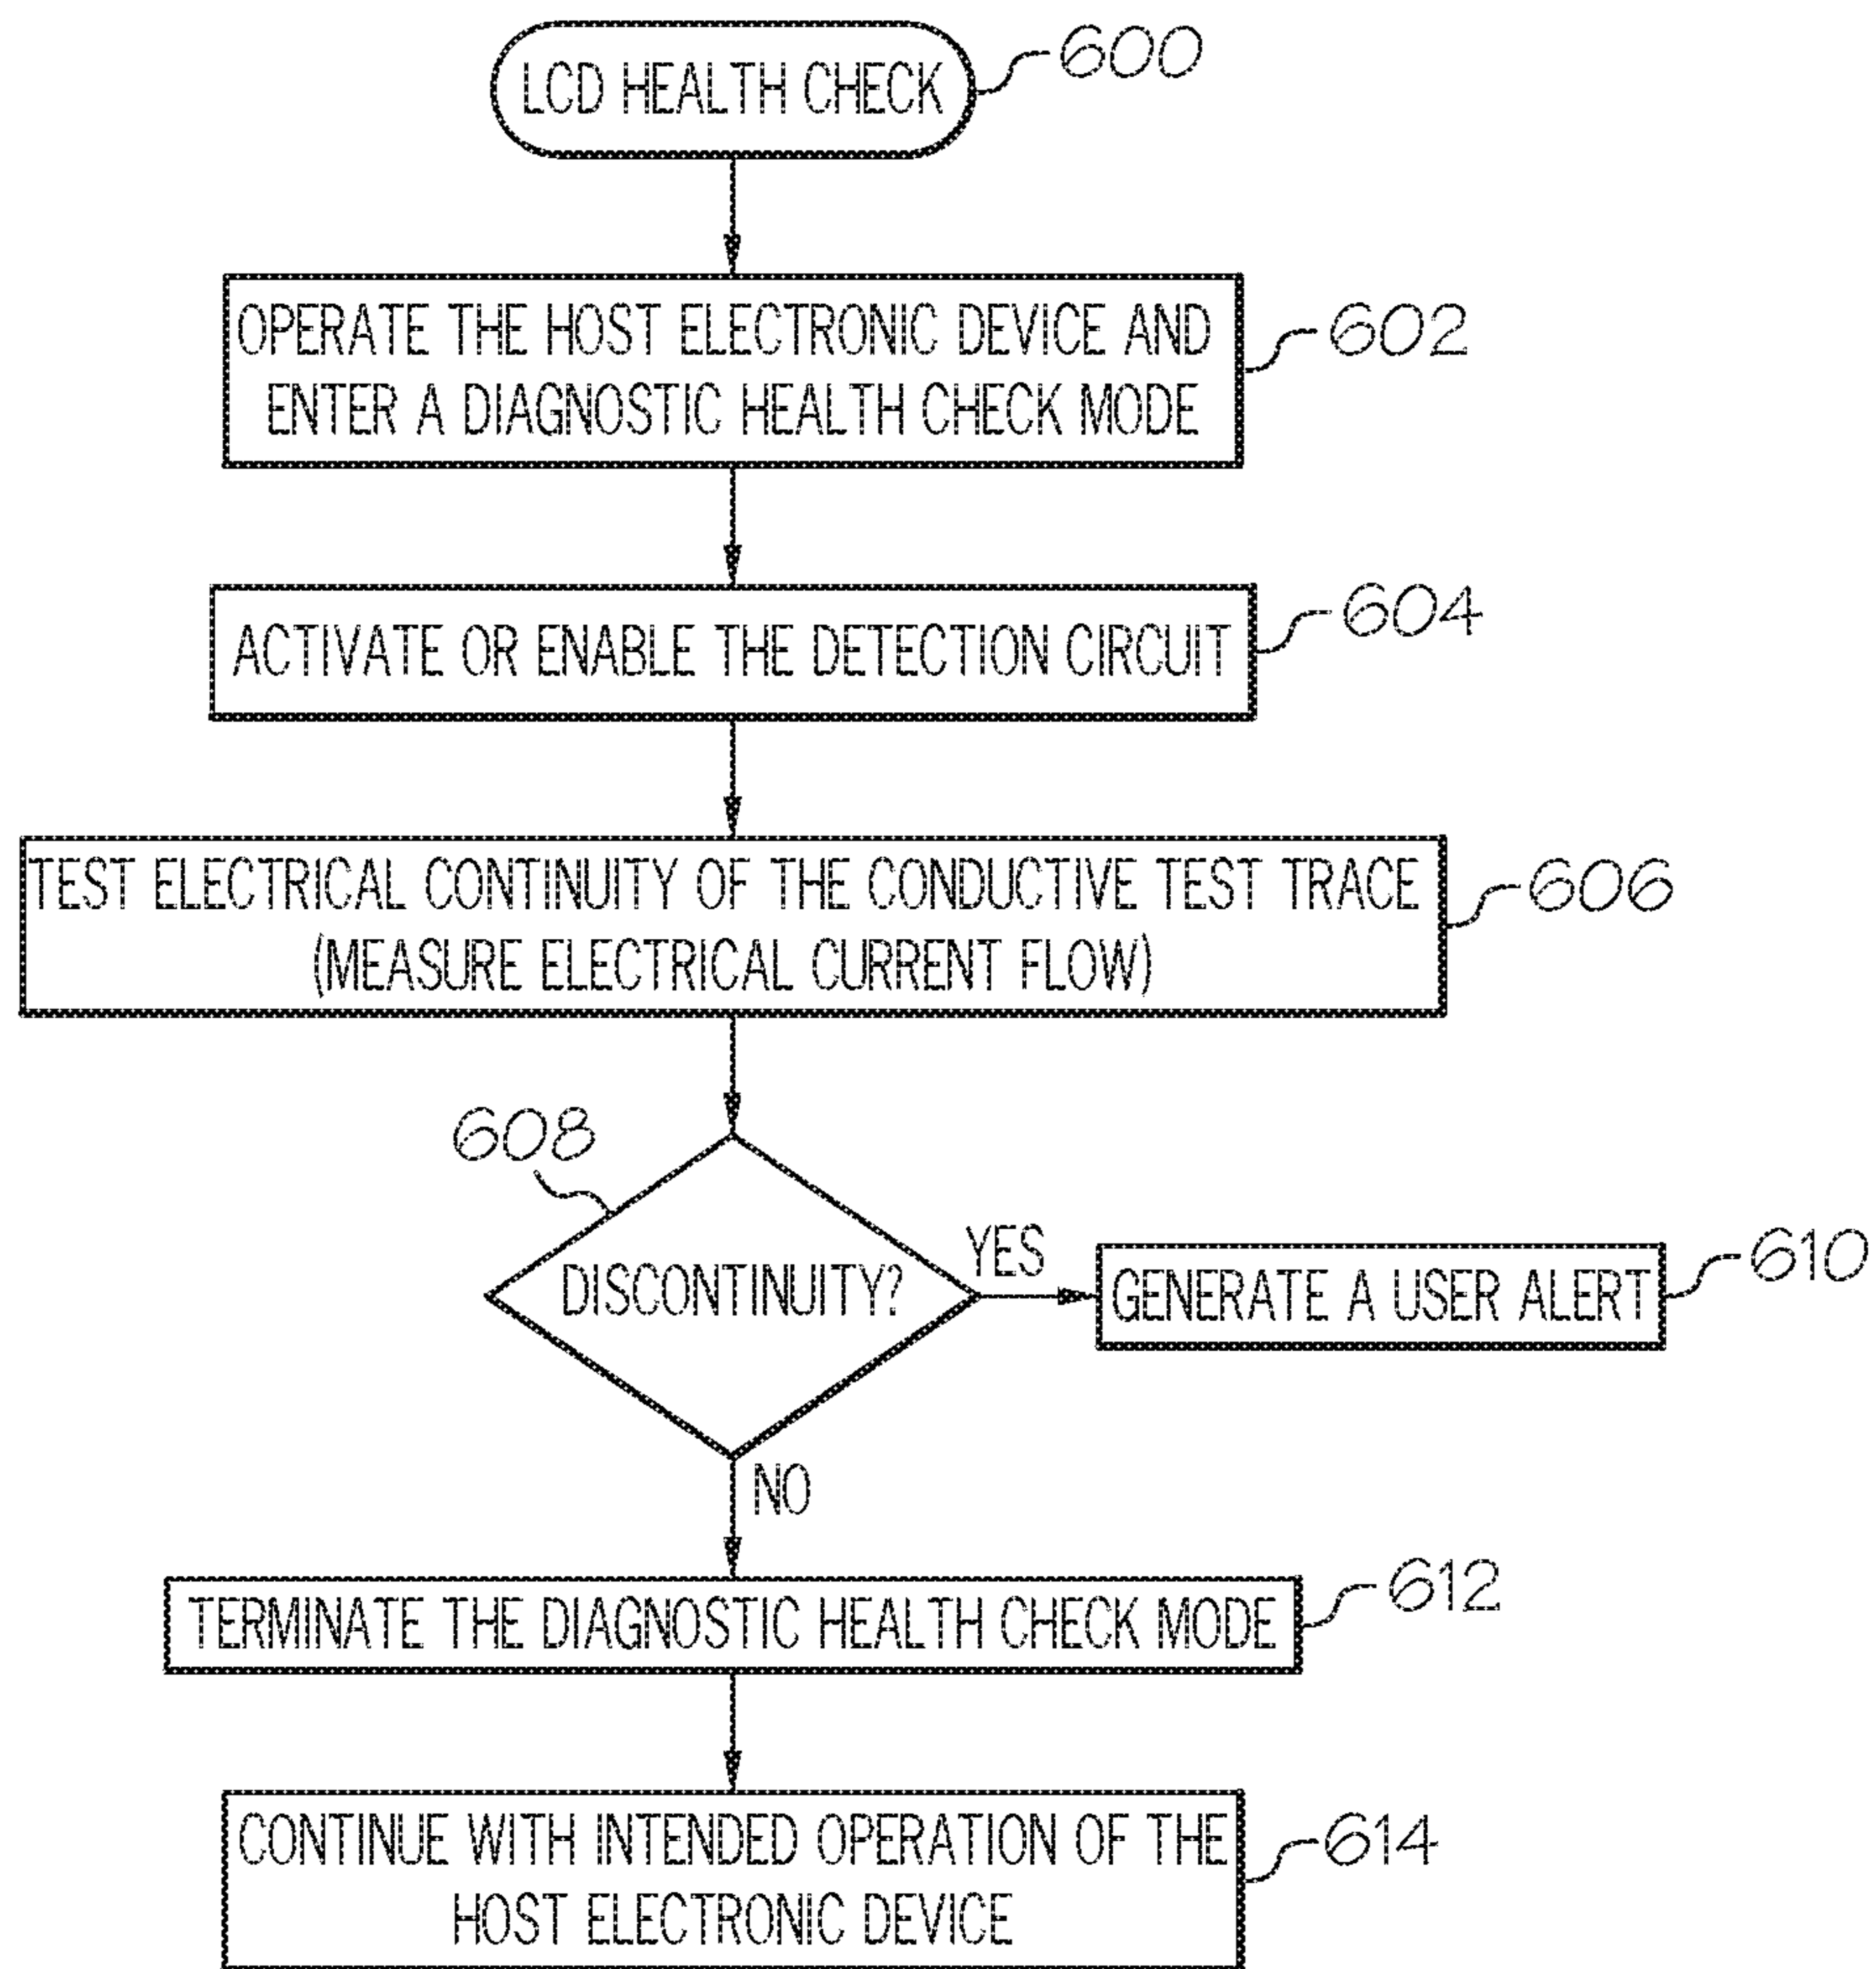 LCD HEALTH CHECK
600
OPERATE THE HOST ELECTRONIC DEVICE AND
ENTER A DIAGNOSTIC HEALTH CHECK MODE
602
ACTIVATE OR ENABLE THE DETECTION CIRCUIT
604
TEST ELECTRICAL CONTINUITY OF THE CONDUCTIVE TEST TRACE
(MEASURE ELECTRICAL CURRENT FLOW)
606
608
DISCONTINUITY?
YES
GENERATE A USER ALERT
610
NO
TERMINATE THE DIAGNOSTIC HEALTH CHECK MODE
612
CONTINUE WITH INTENDED OPERATION OF THE
HOST ELECTRONIC DEVICE
614